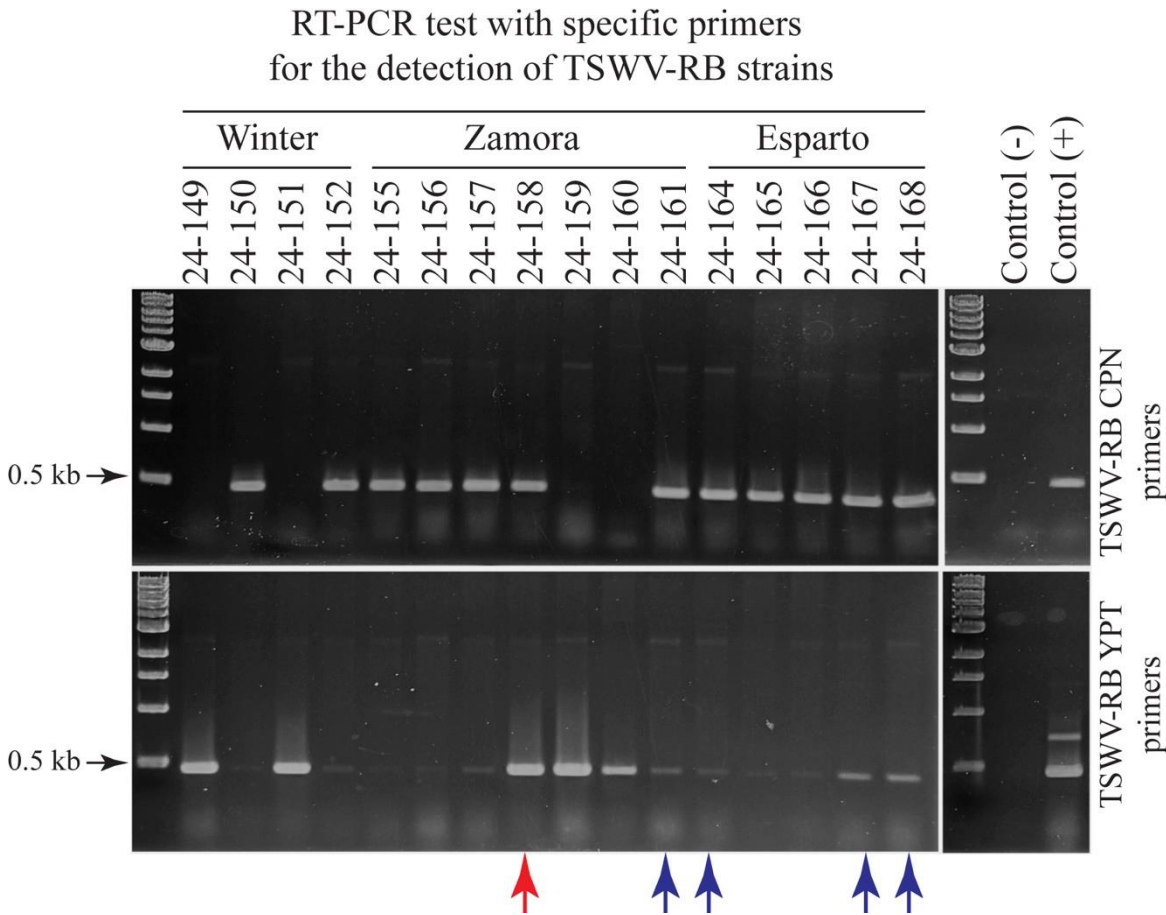 RT-PCR test with specific primers
for the detection of TSWV-RB strains
Winter Zamora Esparto
24-149
24-150
24-151
24-152
24-155
24-156
24-157
24-158
24-159
24-160
24-161
24-164
24-165
24-166
24-167
24-168
Control (-)
Control (+)
0.5 kb
TSWV-RB CPN
primers
0.5 kb
TSWV-RB YPT
primers